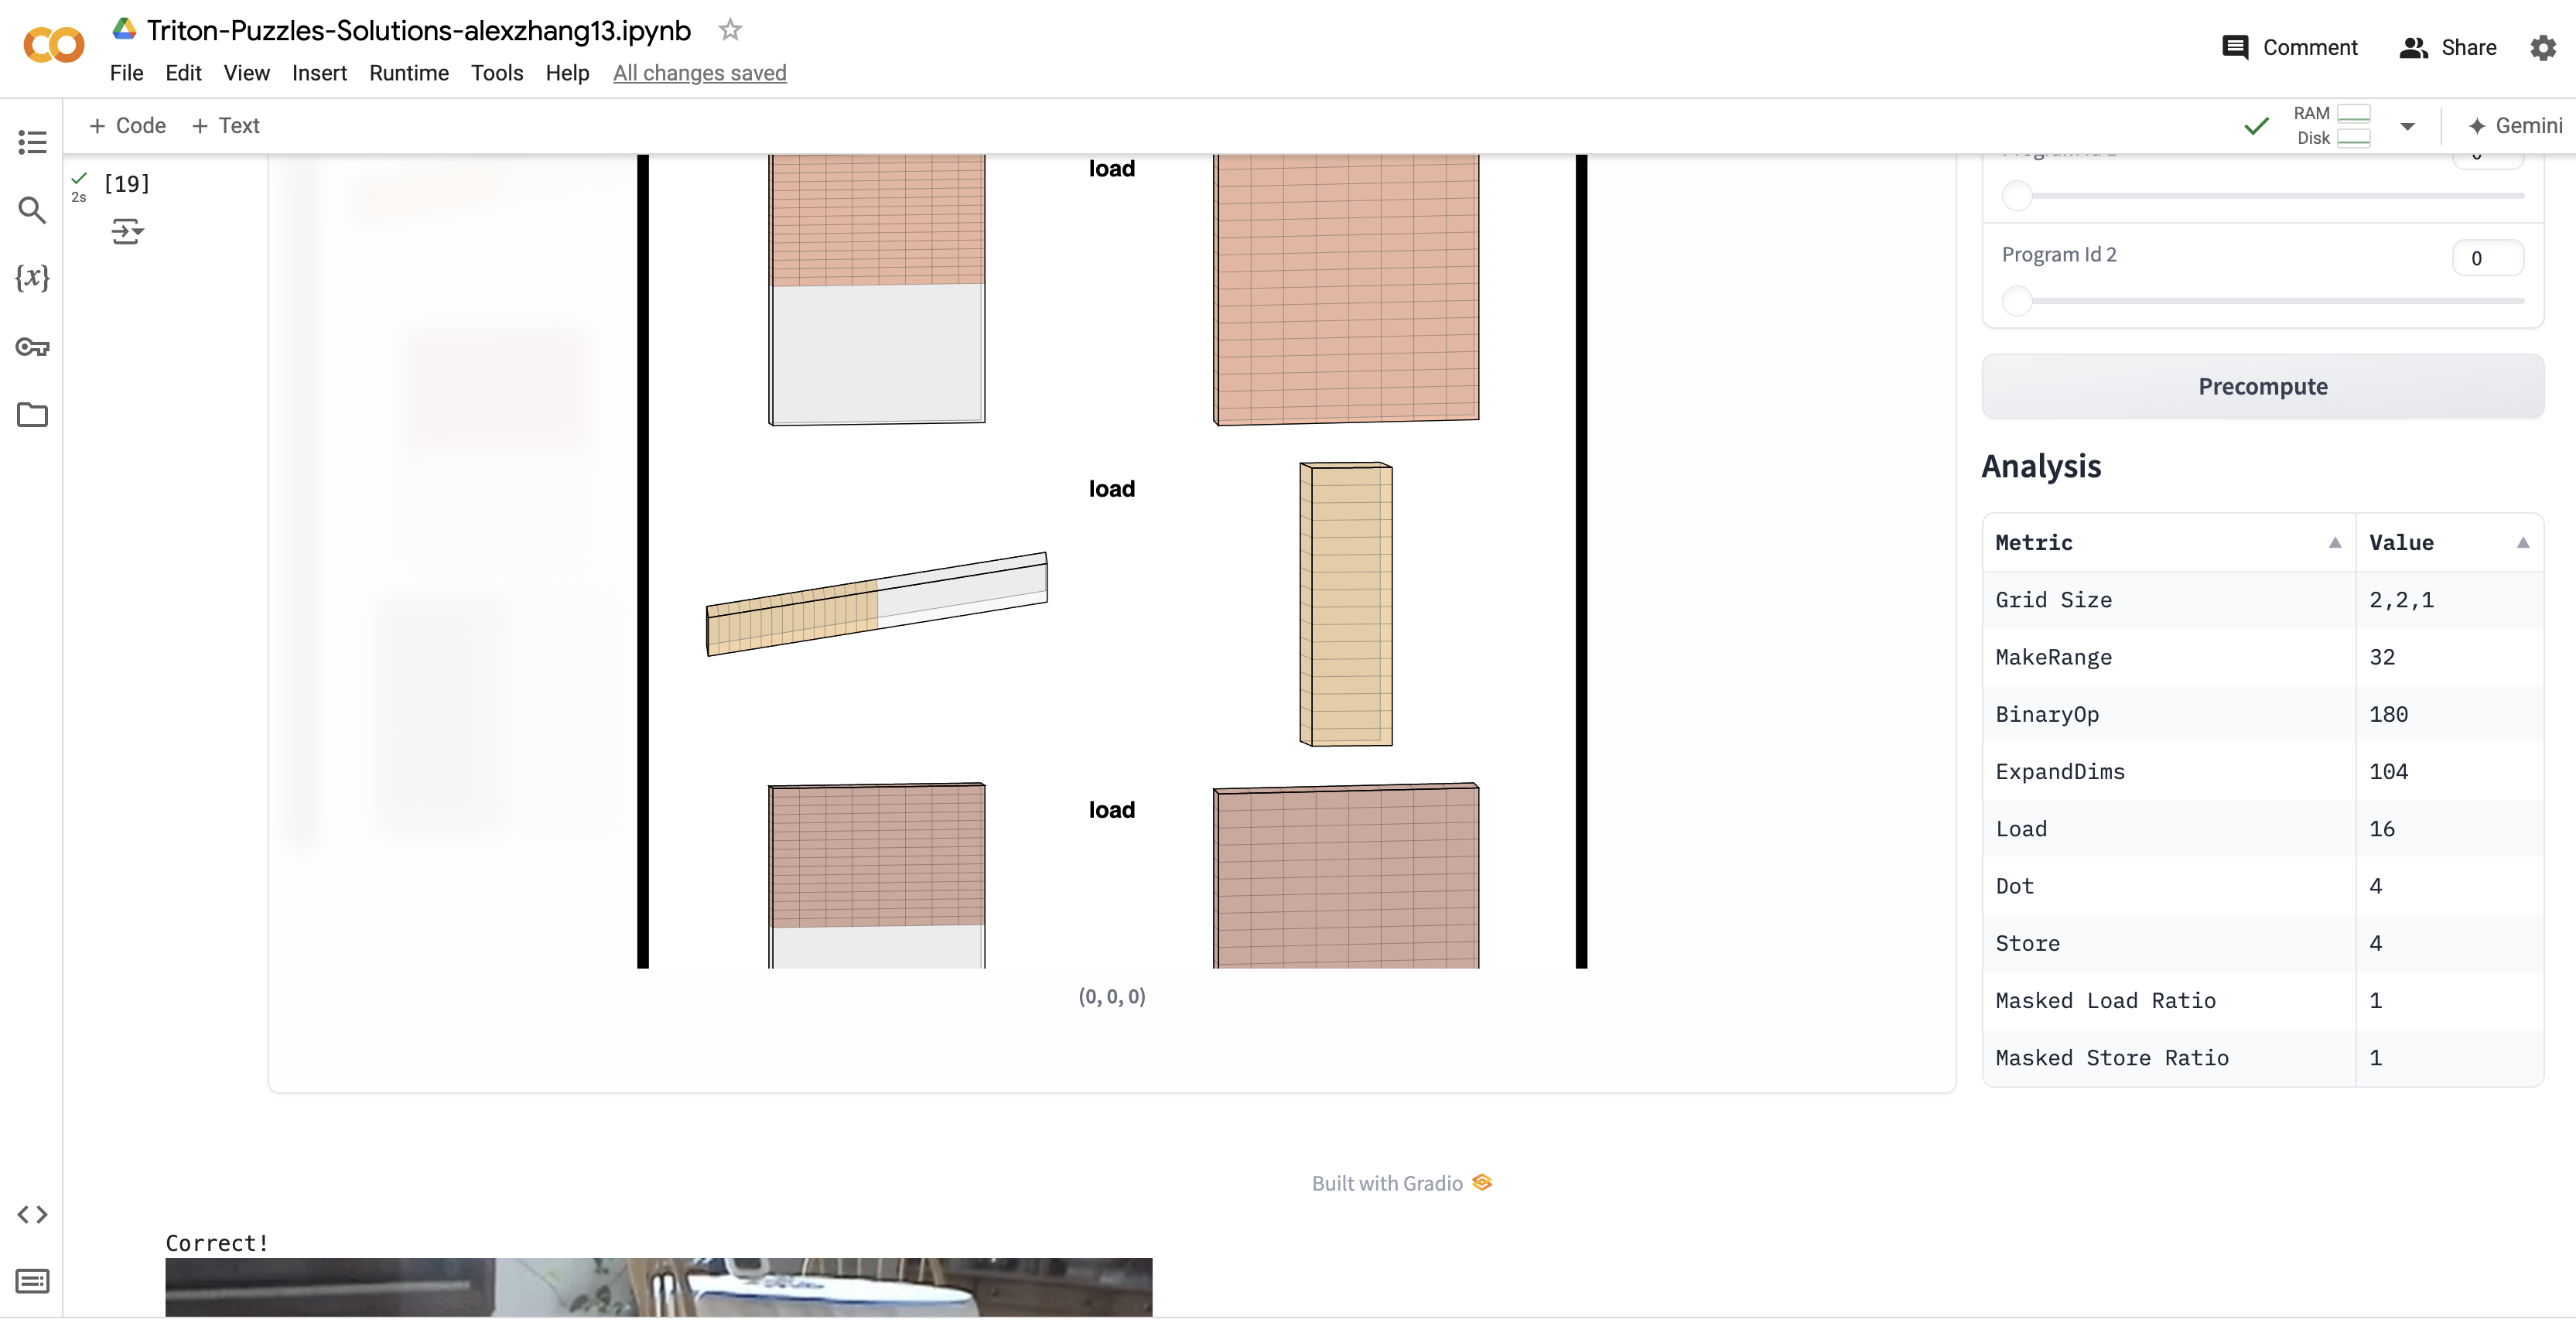 Triton-Puzzles-Solutions-alexzhang13.ipynb
Comment
Share
File Edit View Insert Runtime Tools Help All changes saved
+ Code + Text
RAM
Disk
Gemini
[19]
2s
load
Program Id 2
0
Precompute
Analysis
load
Metric Value
Grid Size 2,2,1
MakeRange 32
BinaryOp 180
ExpandDims 104
load
Load 16
Dot 4
Store 4
(0, 0, 0)
Masked Load Ratio 1
Masked Store Ratio 1
Built with Gradio
Correct!